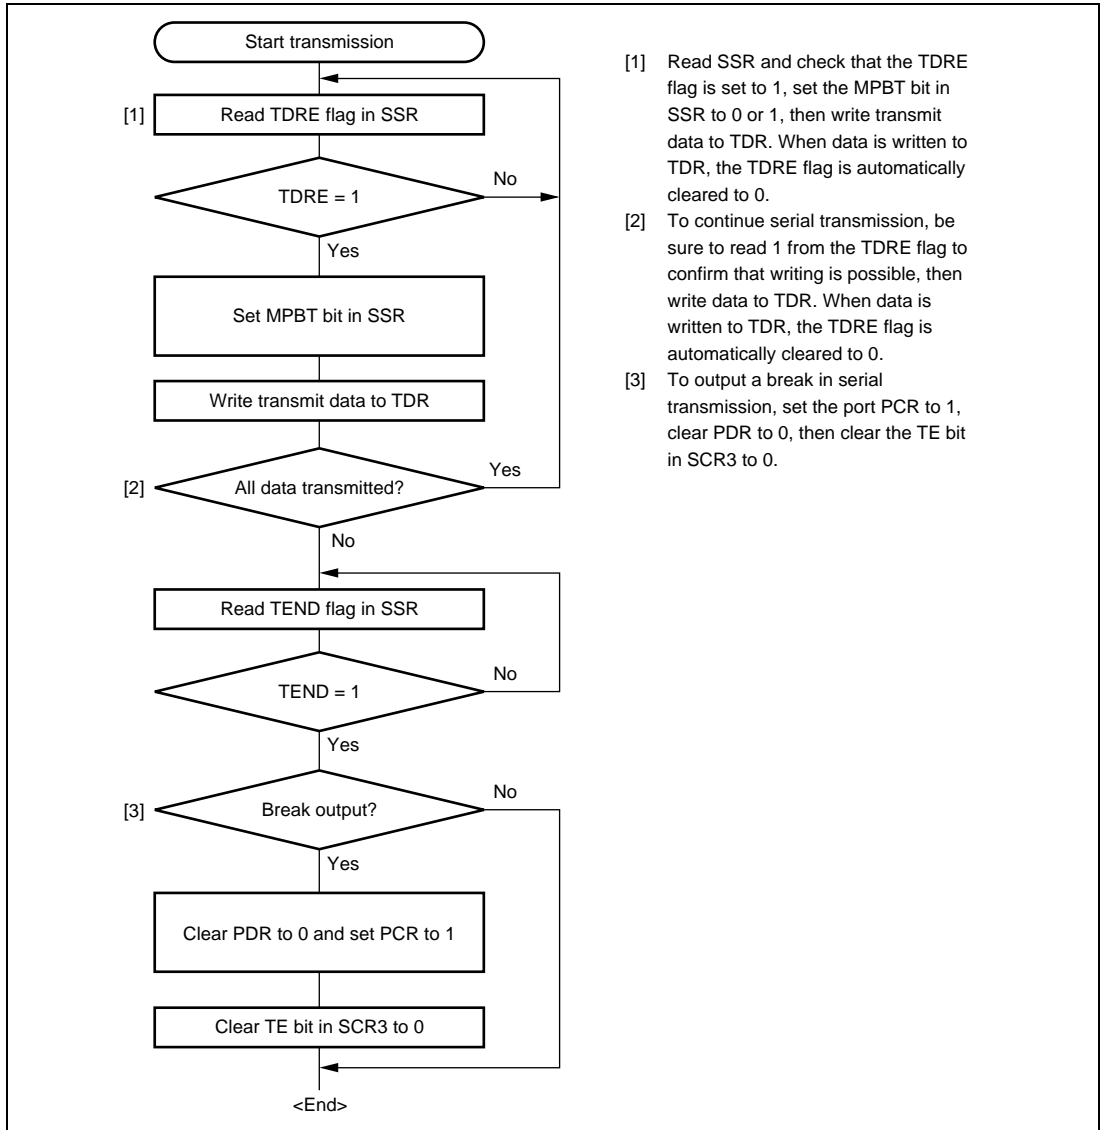 Start transmission
[1]
Read TDRE flag in SSR
TDRE = 1
No
Yes
Set MPBT bit in SSR
Write transmit data to TDR
[2]
All data transmitted?
Yes
No
Read TEND flag in SSR
TEND = 1
No
Yes
[3]
Break output?
No
Yes
Clear PDR to 0 and set PCR to 1
Clear TE bit in SCR3 to 0
<End>
[1] Read SSR and check that the TDRE
flag is set to 1, set the MPBT bit in
SSR to 0 or 1, then write transmit
data to TDR. When data is written to
TDR, the TDRE flag is automatically
cleared to 0.
[2] To continue serial transmission, be
sure to read 1 from the TDRE flag to
confirm that writing is possible, then
write data to TDR. When data is
written to TDR, the TDRE flag is
automatically cleared to 0.
[3] To output a break in serial
transmission, set the port PCR to 1,
clear PDR to 0, then clear the TE bit
in SCR3 to 0.